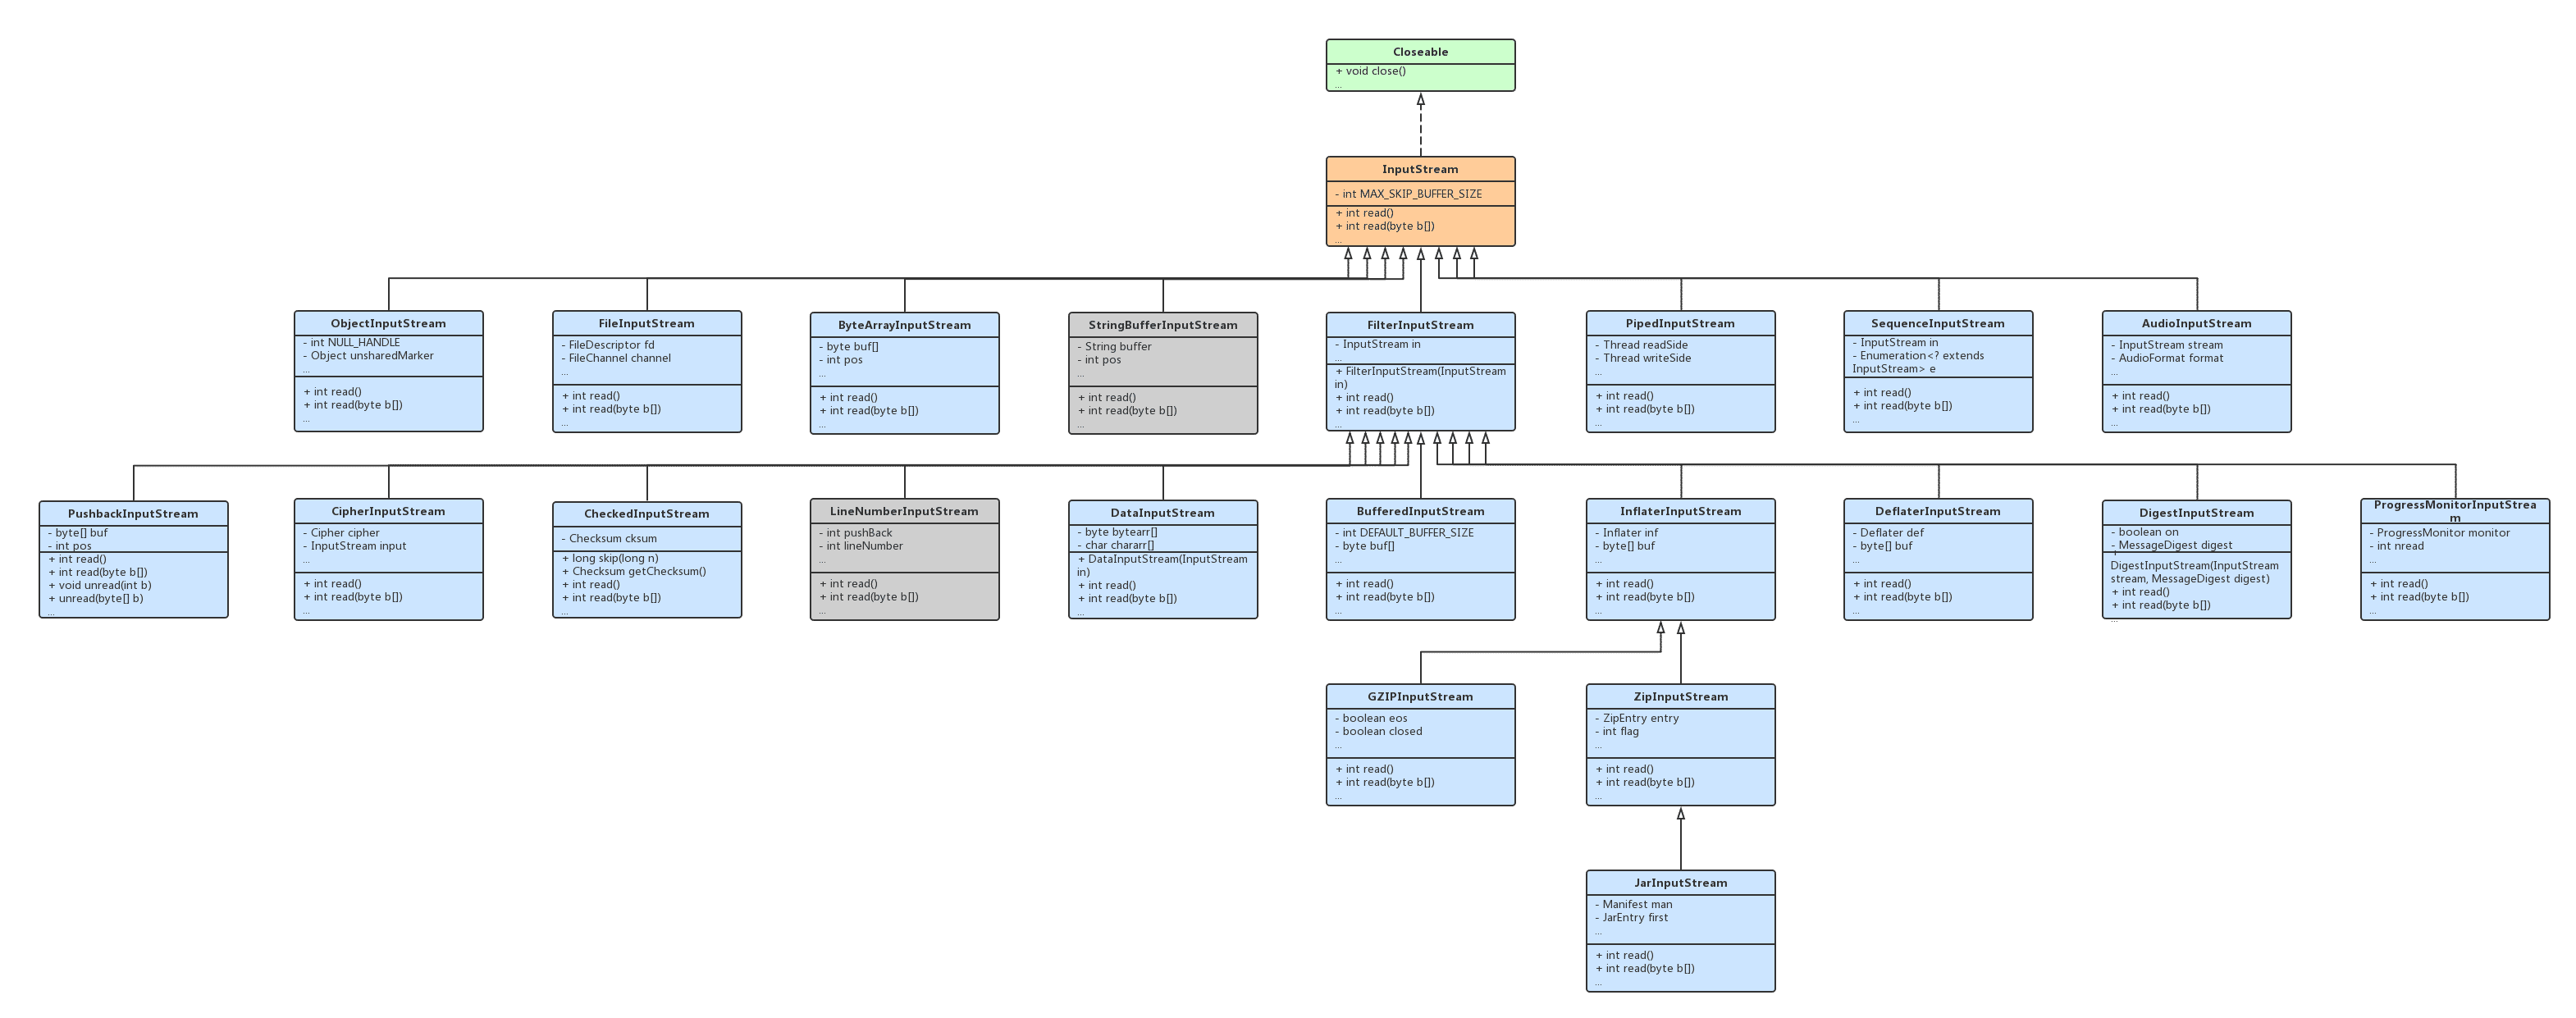 Closeable
+ void close()
...
InputStream
- int MAX_SKIP_BUFFER_SIZE
+ int read()
+ int read(byte b[])
...
ObjectInputStream
- int NULL_HANDLE
- Object unsharedMarker
...
+ int read()
+ int read(byte b[])
...
FileInputStream
- FileDescriptor fd
- FileChannel channel
...
+ int read()
+ int read(byte b[])
...
ByteArrayInputStream
- byte buf[]
- int pos
...
+ int read()
+ int read(byte b[])
...
StringBufferInputStream
- String buffer
- int pos
...
+ int read()
+ int read(byte b[])
...
FilterInputStream
- InputStream in
...
+ FilterInputStream(InputStream
in)
+ int read()
+ int read(byte b[])
...
PipedInputStream
- Thread readSide
- Thread writeSide
...
+ int read()
+ int read(byte b[])
...
SequenceInputStream
- InputStream in
- Enumeration<? extends
InputStream> e
+ int read()
+ int read(byte b[])
...
AudioInputStream
- InputStream stream
- AudioFormat format
...
+ int read()
+ int read(byte b[])
...
PushbackInputStream
- byte[] buf
- int pos
+ int read()
+ int read(byte b[])
+ void unread(int b)
+ unread(byte[] b)
...
CipherInputStream
- Cipher cipher
- InputStream input
...
+ int read()
+ int read(byte b[])
...
CheckedInputStream
- Checksum cksum
+ long skip(long n)
+ Checksum getChecksum()
+ int read()
+ int read(byte b[])
...
LineNumberInputStream
- int pushBack
- int lineNumber
...
+ int read()
+ int read(byte b[])
...
DataInputStream
- byte bytearr[]
- char chararr[]
+ DataInputStream(InputStream
in)
+ int read()
+ int read(byte b[])
...
BufferedInputStream
- int DEFAULT_BUFFER_SIZE
- byte buf[]
...
+ int read()
+ int read(byte b[])
...
InflaterInputStream
- Inflater inf
- byte[] buf
...
+ int read()
+ int read(byte b[])
...
DeflaterInputStream
- Deflater def
- byte[] buf
...
+ int read()
+ int read(byte b[])
...
DigestInputStream
- boolean on
- MessageDigest digest
+
DigestInputStream(InputStream
stream, MessageDigest digest)
+ int read()
+ int read(byte b[])
...
ProgressMonitorInputStrea
m
- ProgressMonitor monitor
- int nread
...
+ int read()
+ int read(byte b[])
...
GZIPInputStream
- boolean eos
- boolean closed
...
+ int read()
+ int read(byte b[])
...
ZipInputStream
- ZipEntry entry
- int flag
...
+ int read()
+ int read(byte b[])
...
JarInputStream
- Manifest man
- JarEntry first
...
+ int read()
+ int read(byte b[])
...